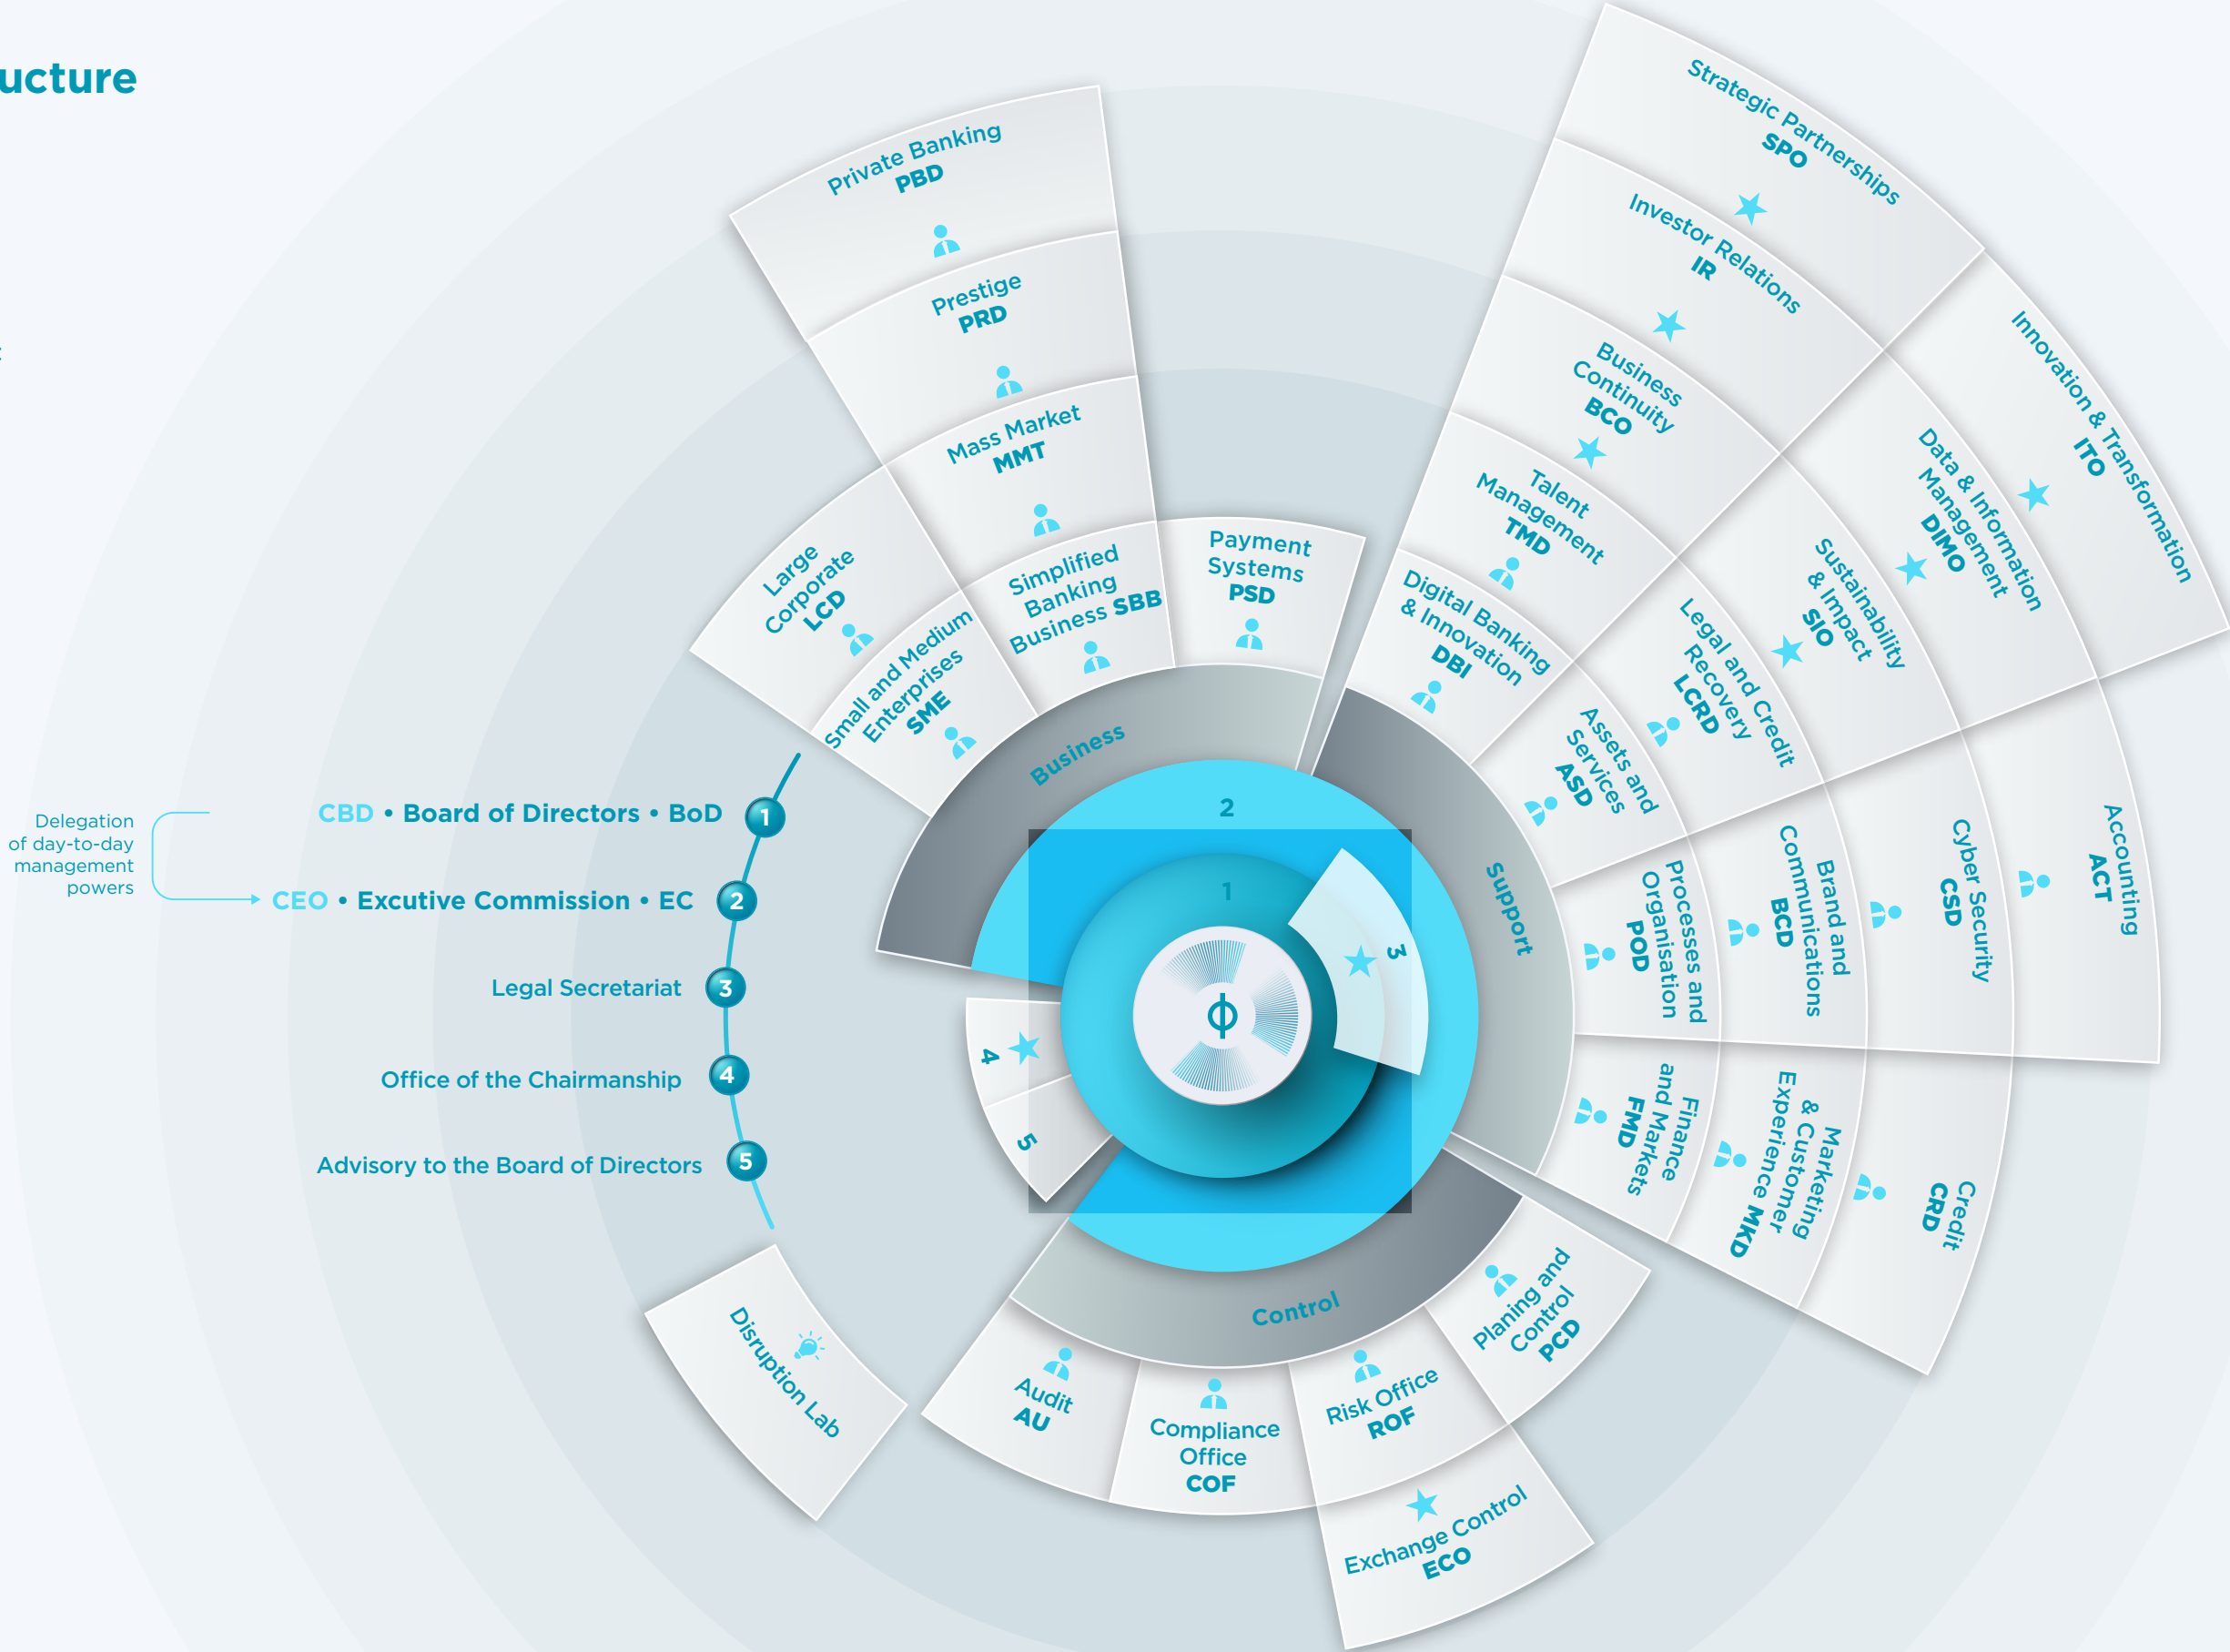 ucture
Delegation
of day-to-day
management
powers
CBD • Board of Directors • BoD
1
CEO • Excutive Commission • EC
2
Legal Secretariat
3
Office of the Chairmanship
4
Advisory to the Board of Directors
5
Private Banking
PBD
Prestige
PRD
Mass Market
MMT
Simplified
Banking
Business SBB
Large
Corporate
LCD
Small and Medium
Enterprises
SME
Payment
Systems
PSD
Business
Strategic Partnerships
SPO
Investor Relations
IR
Business
Continuity
BCO
Talent
Management
TMD
Digital Banking
& Innovation
DBI
Innovation & Transformation
ITO
Data & Information
Management
DIMO
Sustainability
& Impact
SIO
Legal and Credit
Recovery
LCRD
Assets and
Services
ASD
Accounting
ACT
Cyber Security
CSD
Brand and
Communications
BCD
Processes and
Organisation
POD
Support
Credit
CRD
Marketing
& Customer
Experience MKD
Finance
and Markets
FMD
2
1
3
4
5
Control
Planing and
Control
PCD
Risk Office
ROF
Exchange Control
ECO
Compliance
Office
COF
Audit
AU
Disruption Lab